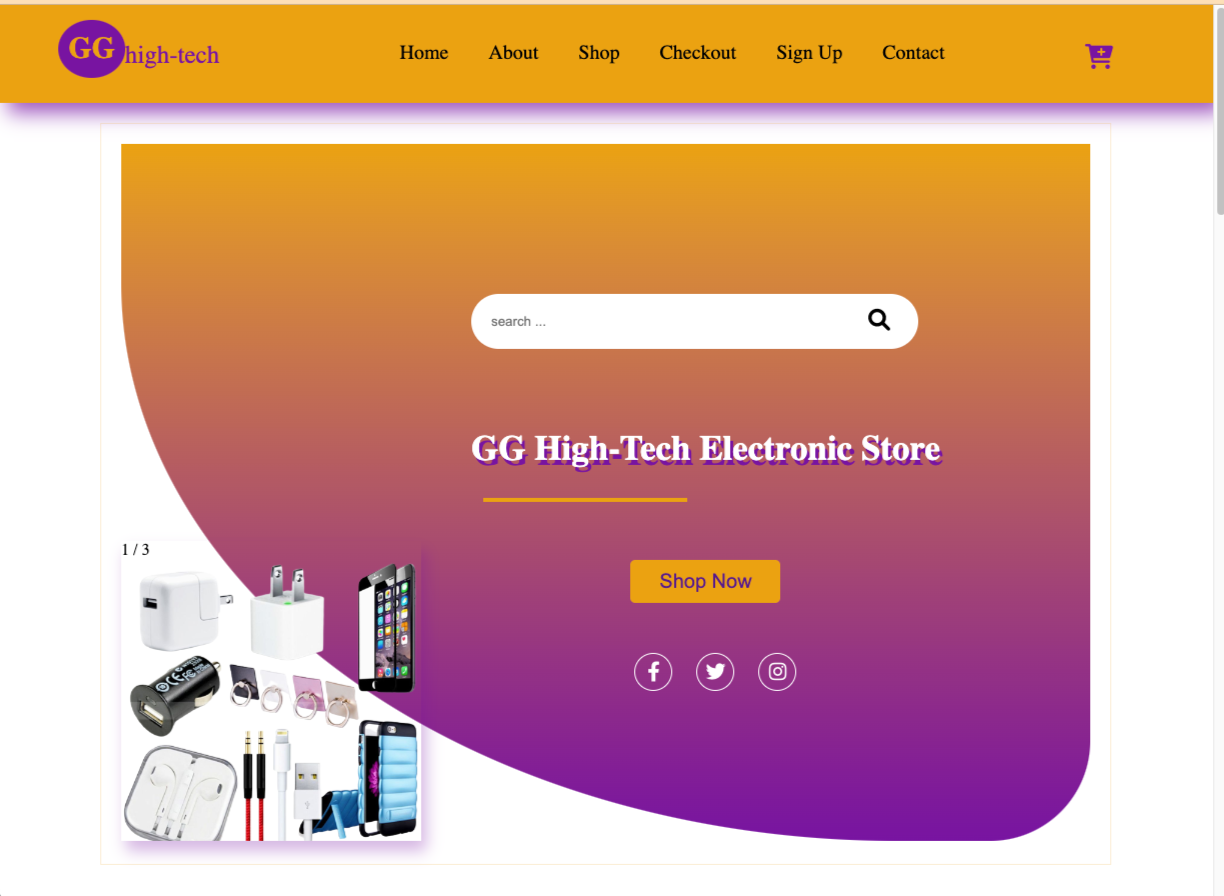 GG high-tech
Home About Shop Checkout Sign Up Contact
search ...
GG High-Tech Electronic Store
Shop Now
1 / 3